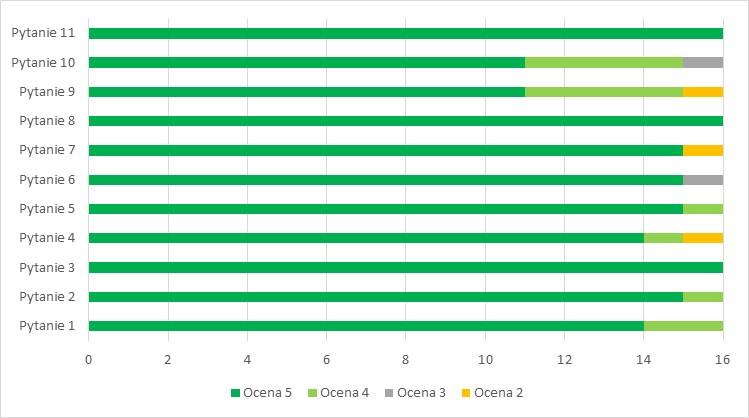 Pytanie 11
Pytanie 10
Pytanie 9
Pytanie 8
Pytanie 7
Pytanie 6
Pytanie 5
Pytanie 4
Pytanie 3
Pytanie 2
Pytanie 1
0 2 4 6 8 10 12 14 16
Ocena 5 Ocena 4 Ocena 3 Ocena 2